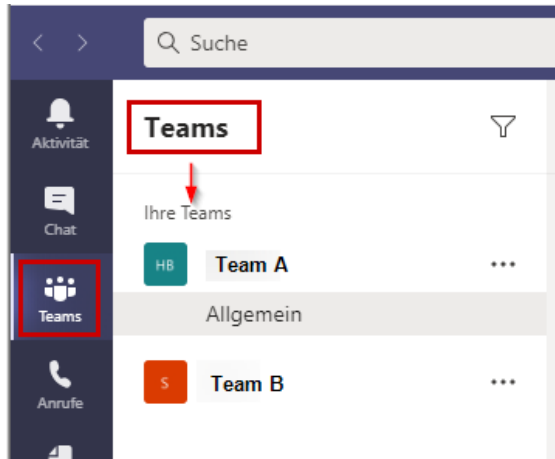 Suche
Aktivität
Chat
Teams
Anrufe
Teams
Ihre Teams
HB Team A
Allgemein
S Team B